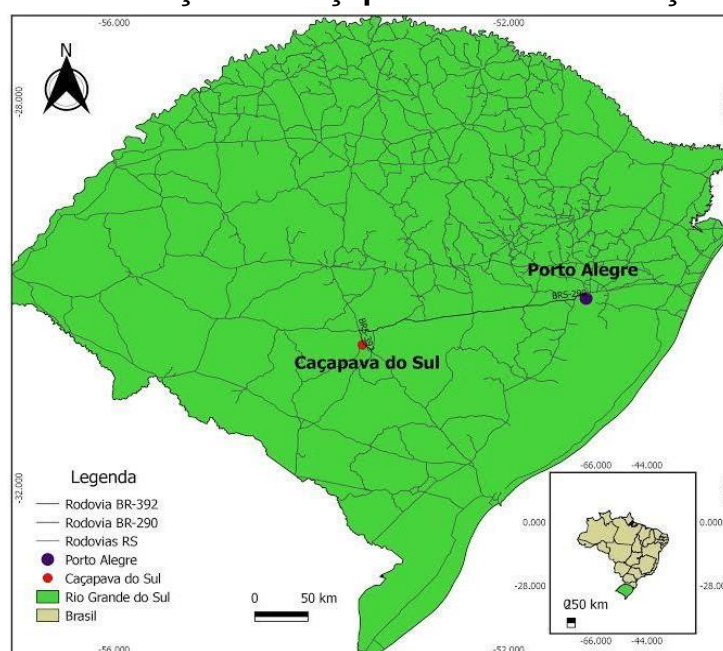 -56.000
-52.000
N
-28.000
Porto Alegre
BRS-29
Caçapava do Sul
Legenda
Rodovia BR-392
Rodovia BR-290
Rodovias RS
Porto Alegre
Caçapava do Sul
Rio Grande do Sul
Brasil
0
50 km
-32.000
-56.000
-52.000
-66.000
-44.000
0.000
0.000
-28.000
-28.000
250 km
-66.000
-44.000